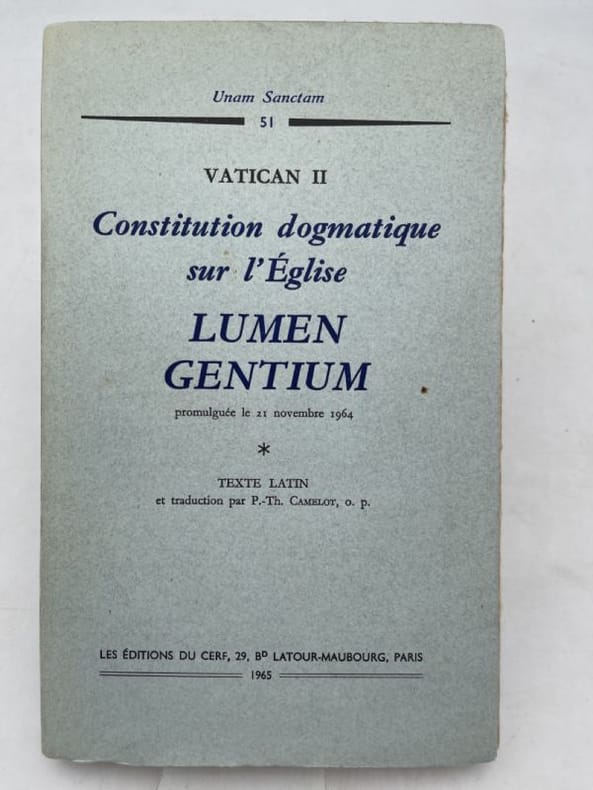 Unam Sanctam
51
VATICAN II
Constitution dogmatique
sur l'Église
LUMEN
GENTIUM
promulguée le 21 novembre 1964
*
TEXTE LATIN
et traduction par P.-Th. CAMELOT, o. p.
LES ÉDITIONS DU CERF, 29, Bᴰ LATOUR-MAUBOURG, PARIS
1965